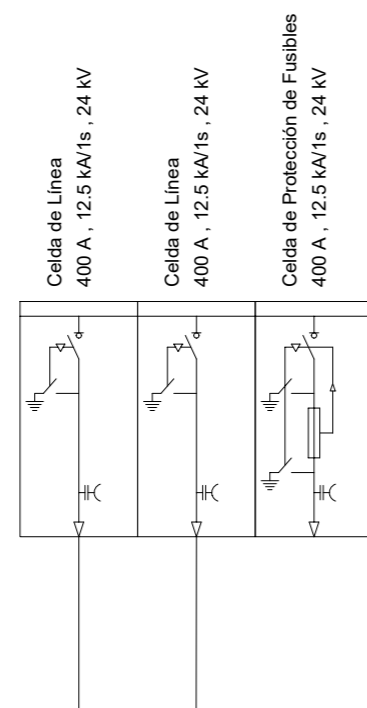 Celda de Línea
400 A , 12.5 kA/1s , 24 kV
Celda de Línea
400 A , 12.5 kA/1s , 24 kV
Celda de Protección de Fusibles
400 A , 12.5 kA/1s , 24 kV